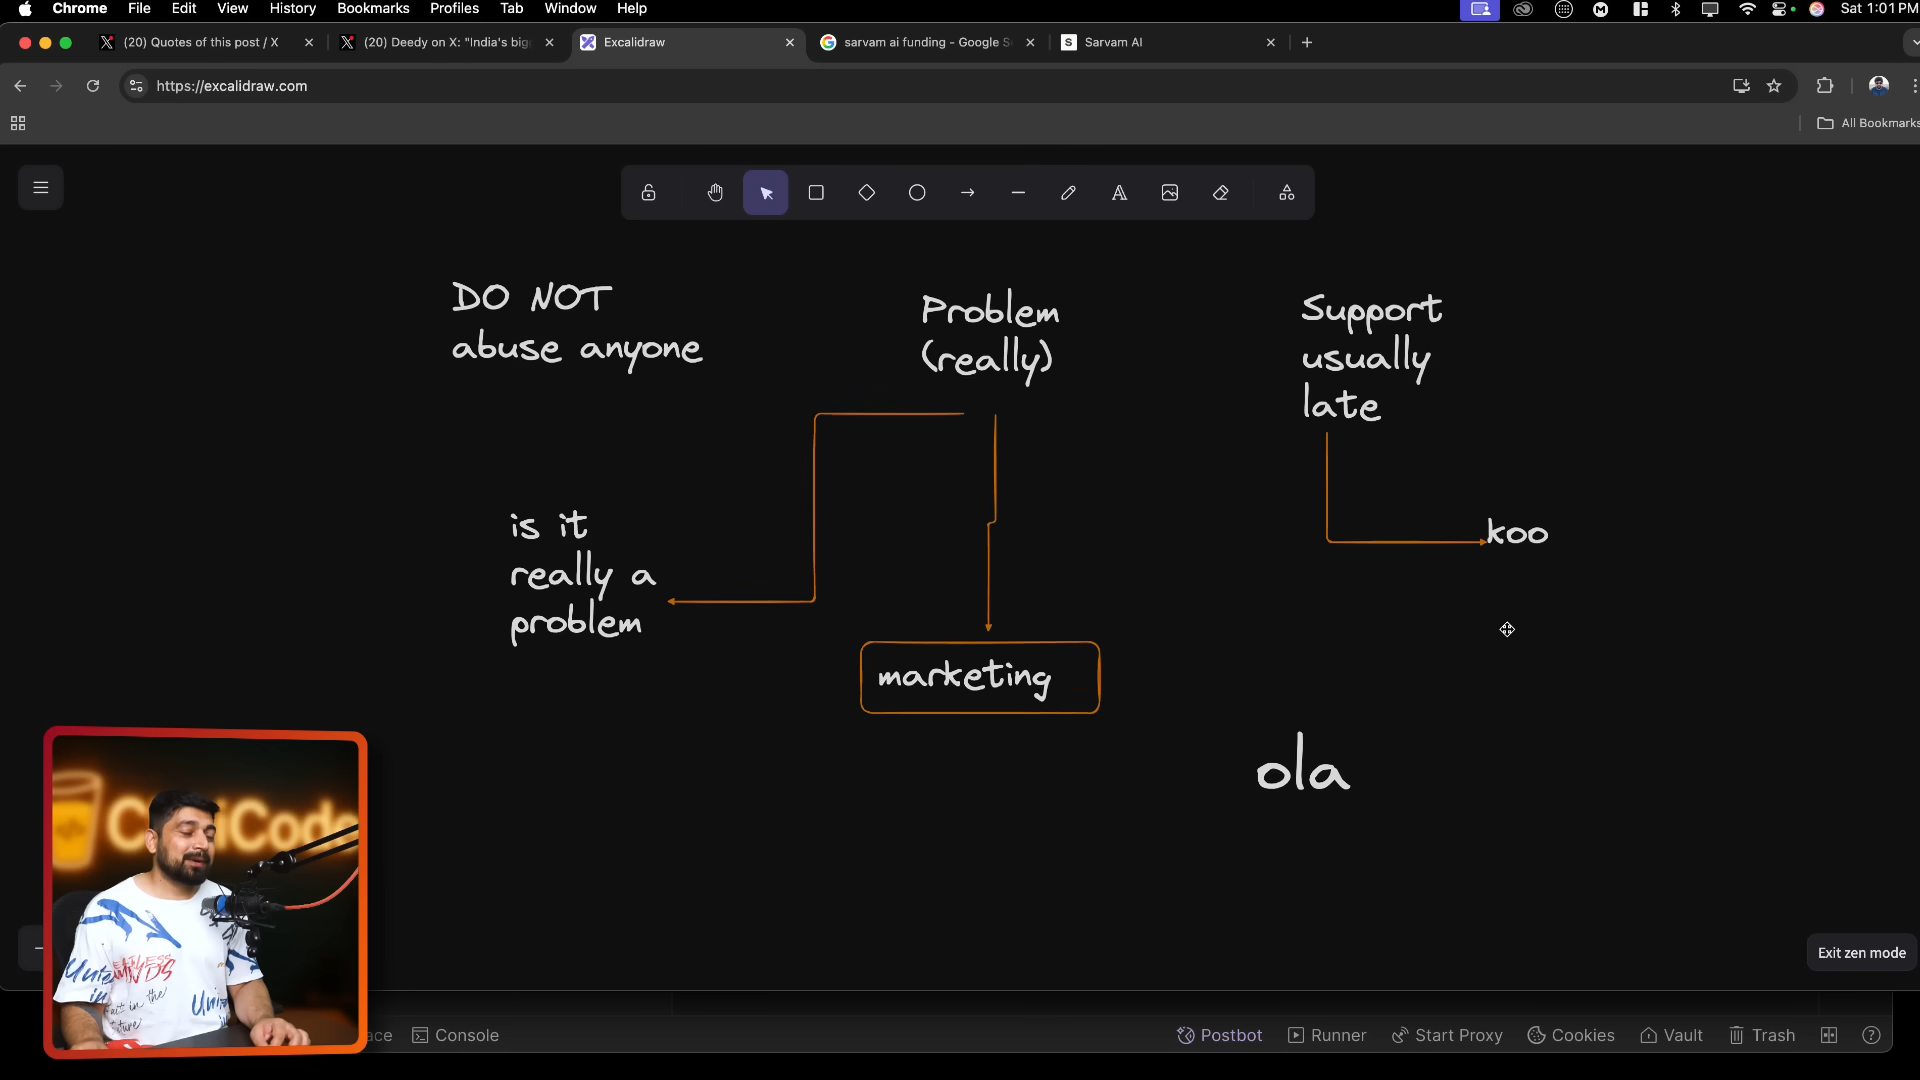 Chrome File Edit View History Bookmarks Profiles Tab Window Help Sat 1:01 PM
(20) Quotes of this post / X
(20) Deedy on X: "India's big
Excalidraw
sarvam ai funding - Google S
S Sarvam AI
https://excalidraw.com
All Bookmarks
DO NOT
abuse anyone
Problem
(really)
Support
usually
late
is it
really a
problem
koo
marketing
ola
Exit zen mode
Console Postbot Runner Start Proxy Cookies Vault Trash